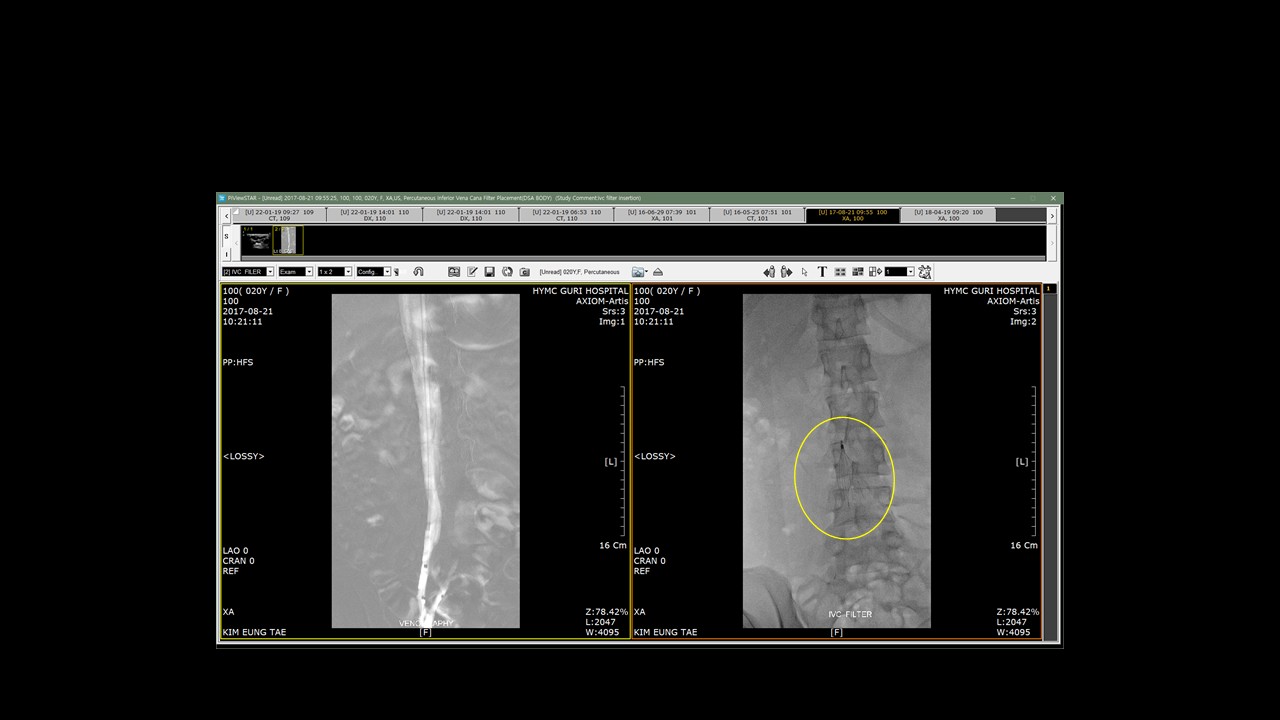 PiViewSTAR - [Unread] 2017-08-21 09:55:25, 100, 100, 020Y, F, XA,US, Percutaneous Inferior Vena Cana Filter Placement(DSA BODY) (Study Comment:ivc filter insertion)
[U] 22-01-19 09:27 109 CT, 109
[U] 22-01-19 14:01 110 DX, 110
[U] 22-01-19 14:01 110 DX, 110
[U] 22-01-19 06:53 110 CT, 110
[U] 16-06-29 07:39 101 XA, 101
[U] 16-05-25 07:51 101 CT, 101
[U] 17-08-21 09:55 100 XA, 100
[U] 18-04-19 09:20 100 XA, 100
S
I
[2] IVC FILER
Exam
1 x 2
Config.
[Unread] 020Y,F, Percutaneous
T
1
100( 020Y / F )
100
2017-08-21
10:21:11
HYMC GURI HOSPITAL
AXIOM-Artis
Srs:3
Img:1
PP:HFS
<LOSSY>
[L]
16 Cm
LAO 0
CRAN 0
REF
XA
KIM EUNG TAE
[F]
Z:78.42%
L:2047
W:4095
100( 020Y / F )
100
2017-08-21
10:21:11
HYMC GURI HOSPITAL
AXIOM-Artis
Srs:3
Img:2
PP:HFS
<LOSSY>
[L]
16 Cm
LAO 0
CRAN 0
REF
IVC FILTER
XA
KIM EUNG TAE
[F]
Z:78.42%
L:2047
W:4095
1